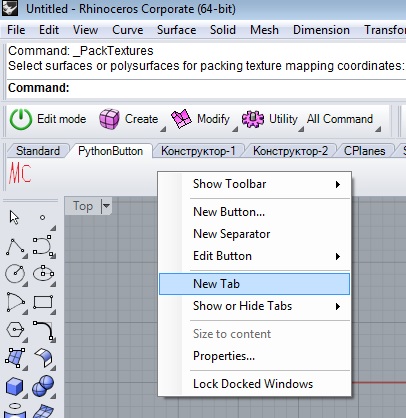 Untitled - Rhinoceros Corporate (64-bit)
File Edit View Curve Surface Solid Mesh Dimension Transform
Command: _PackTextures
Select surfaces or polysurfaces for packing texture mapping coordinates:
Command:
Edit mode Create Modify Utility All Command
Standard PythonButton Конструктор-1 Конструктор-2 CPlanes S
MC
Top
Show Toolbar
New Button...
New Separator
Edit Button
New Tab
Show or Hide Tabs
Size to content
Properties...
Lock Docked Windows